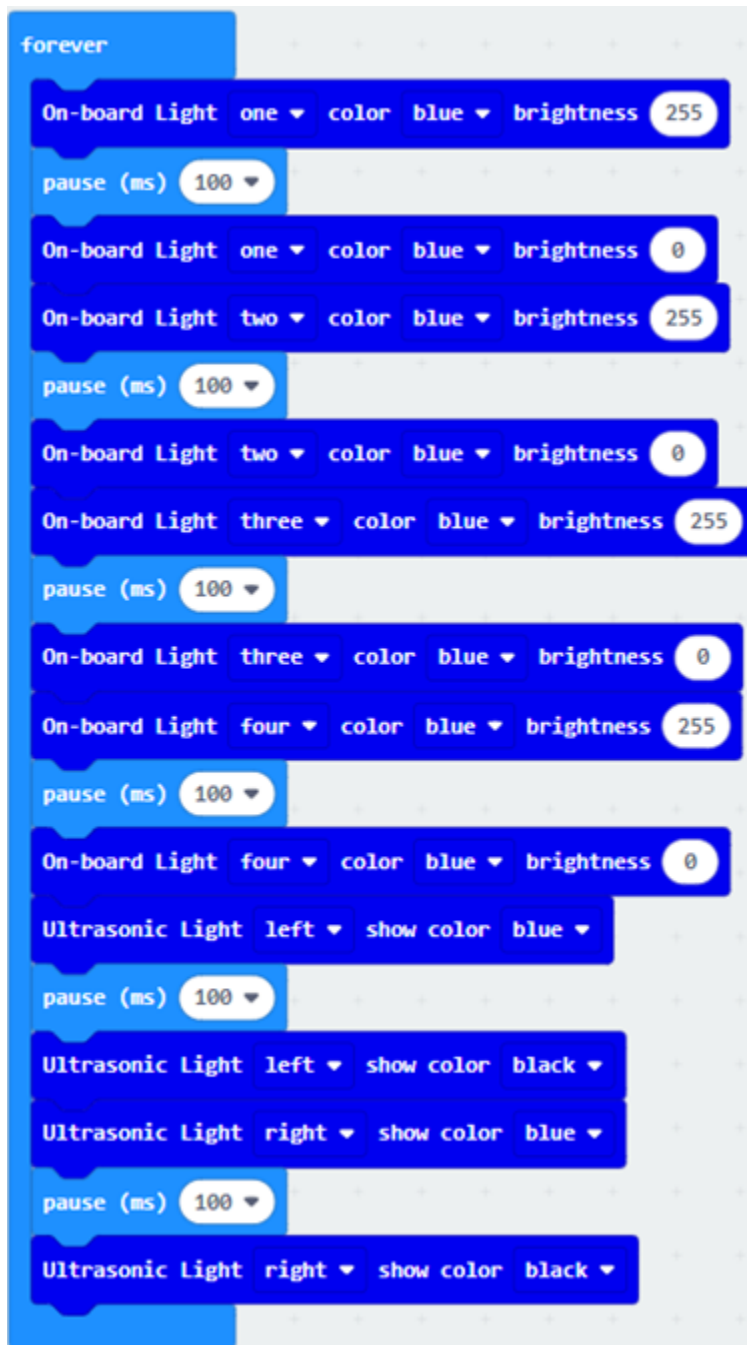 forever
On-board Light one color blue brightness 255
pause (ms) 100
On-board Light one color blue brightness 0
On-board Light two color blue brightness 255
pause (ms) 100
On-board Light two color blue brightness 0
On-board Light three color blue brightness 255
pause (ms) 100
On-board Light three color blue brightness 0
On-board Light four color blue brightness 255
pause (ms) 100
On-board Light four color blue brightness 0
Ultrasonic Light left show color blue
pause (ms) 100
Ultrasonic Light left show color black
Ultrasonic Light right show color blue
pause (ms) 100
Ultrasonic Light right show color black